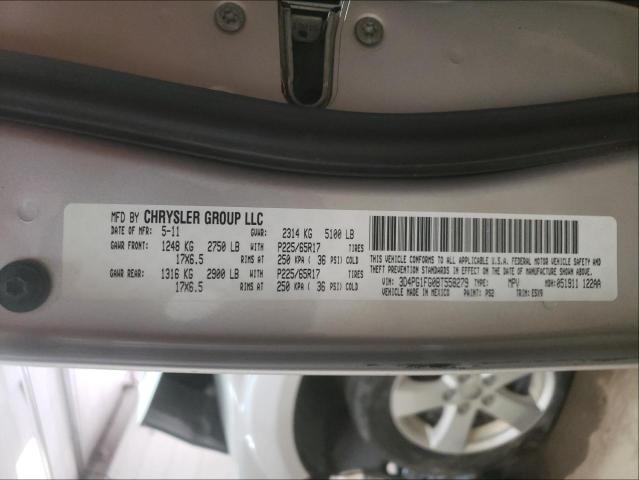 MFD BY CHRYSLER GROUP LLC
DATE OF MFR: 5-11 GVWR: 2314 KG 5100 LB
GAWR FRONT: 1248 KG 2750 LB WITH P225/65R17 TIRES
17X6.5 RIMS AT 250 KPA ( 36 PSI) COLD
GAWR REAR: 1316 KG 2900 LB WITH P225/65R17 TIRES
17X6.5 RIMS AT 250 KPA ( 36 PSI) COLD
THIS VEHICLE CONFORMS TO ALL APPLICABLE U.S.A. FEDERAL MOTOR VEHICLE SAFETY AND
THEFT PREVENTION STANDARDS IN EFFECT ON THE DATE OF MANUFACTURE SHOWN ABOVE.
VIN: 3D4PG1FG0BT558279 TYPE: MPV MDH: 051911 122AA
VEHICLE MADE IN MEXICO PAINT: PS2 TRIM: E5X9